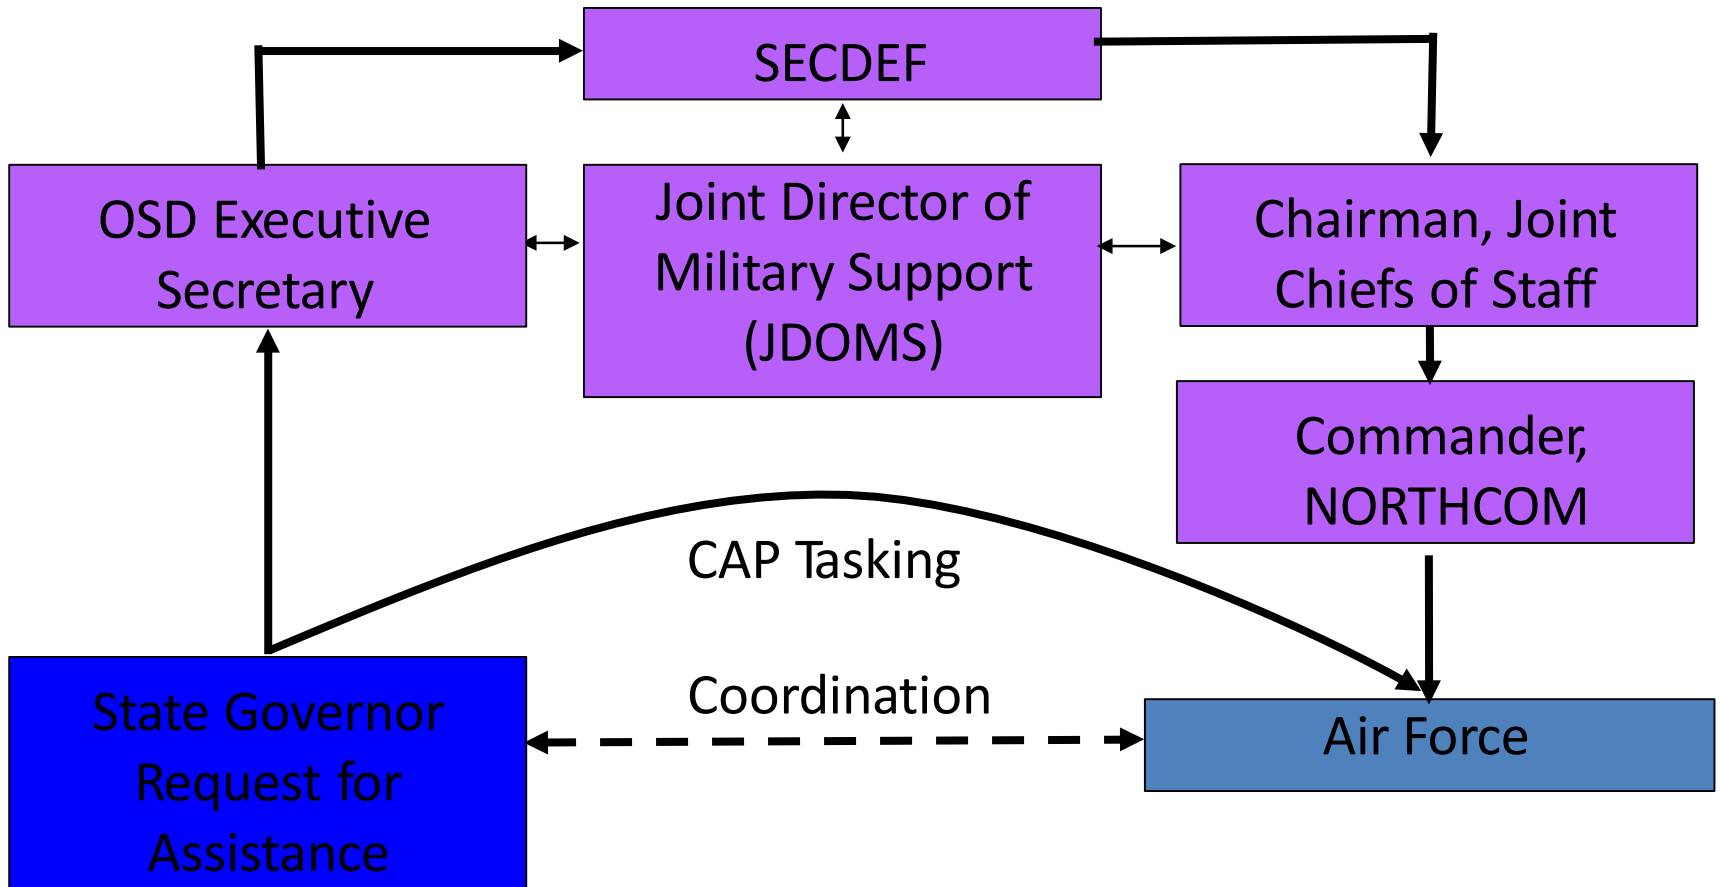 SECDEF
OSD Executive
Secretary
Joint Director of
Military Support
(JDOMS)
Chairman, Joint
Chiefs of Staff
Commander,
NORTHCOM
CAP Tasking
Coordination
State Governor
Request for
Assistance
Air Force